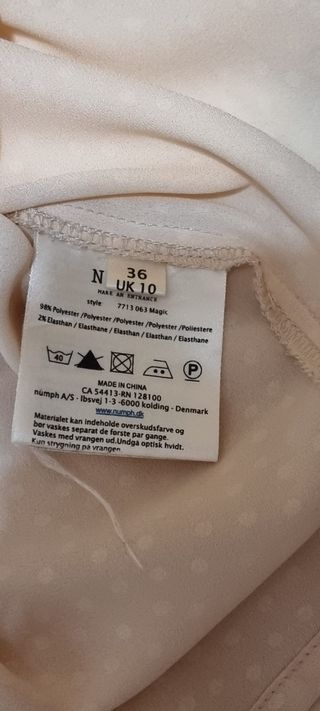 N
36
UK 10
MAKE AN ENTRANCE
style 7713 063 Magic
98% Polyester /Polyester /Polyester /Polyester /Poliestere
2% Elasthan / Elasthane / Elasthan / Elasthan / Elasthane
40
P
MADE IN CHINA
CA 54413-RN 128100
nümph A/S - Ibsvej 1-3 -6000 kolding - Denmark
www.numph.dk
Materialet kan indeholde overskudsfarve og
bør vaskes separat de første par gange.
Vaskes med vrangen ud.Undgå optisk hvidt.
Kun strygning på vrangen